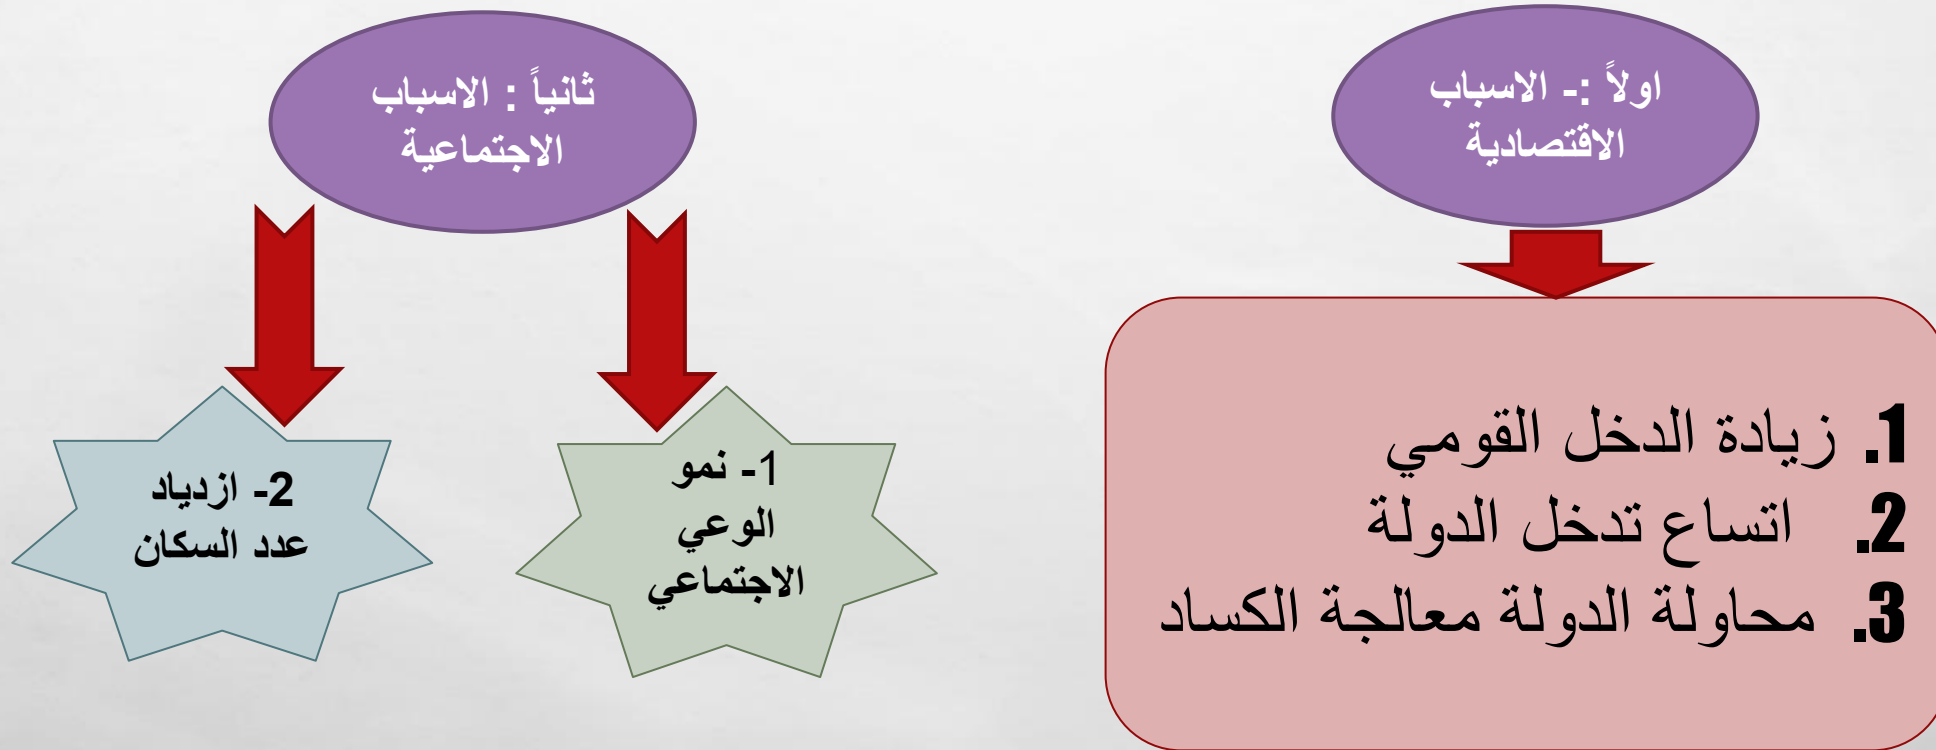 اولاً :- الاسباب
الاقتصادية
1. زيادة الدخل القومي
2. اتساع تدخل الدولة
3. محاولة الدولة معالجة الكساد
ثانياً : الاسباب
الاجتماعية
1- نمو
الوعي
الاجتماعي
2- ازدياد
عدد السكان